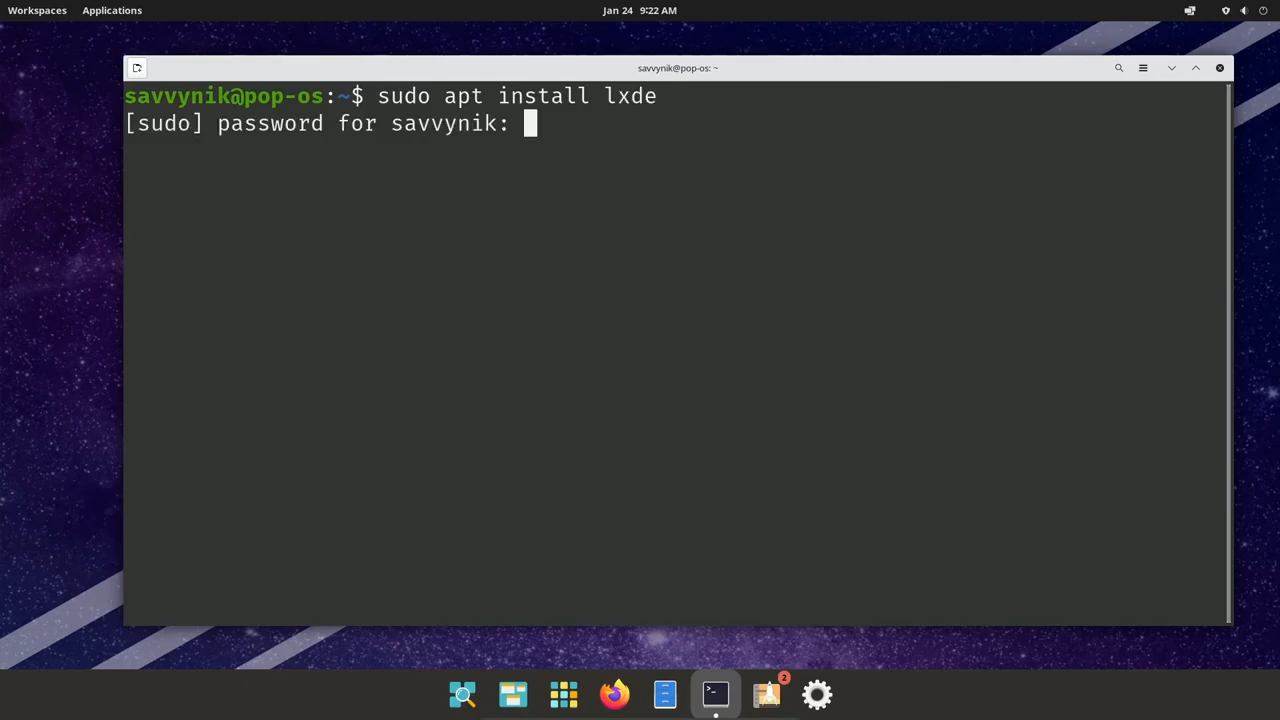 Workspaces Applications Jan 24 9:22 AM
savvynik@pop-os: ~
savvynik@pop-os:~$ sudo apt install lxde
[sudo] password for savvynik:
>_ 2